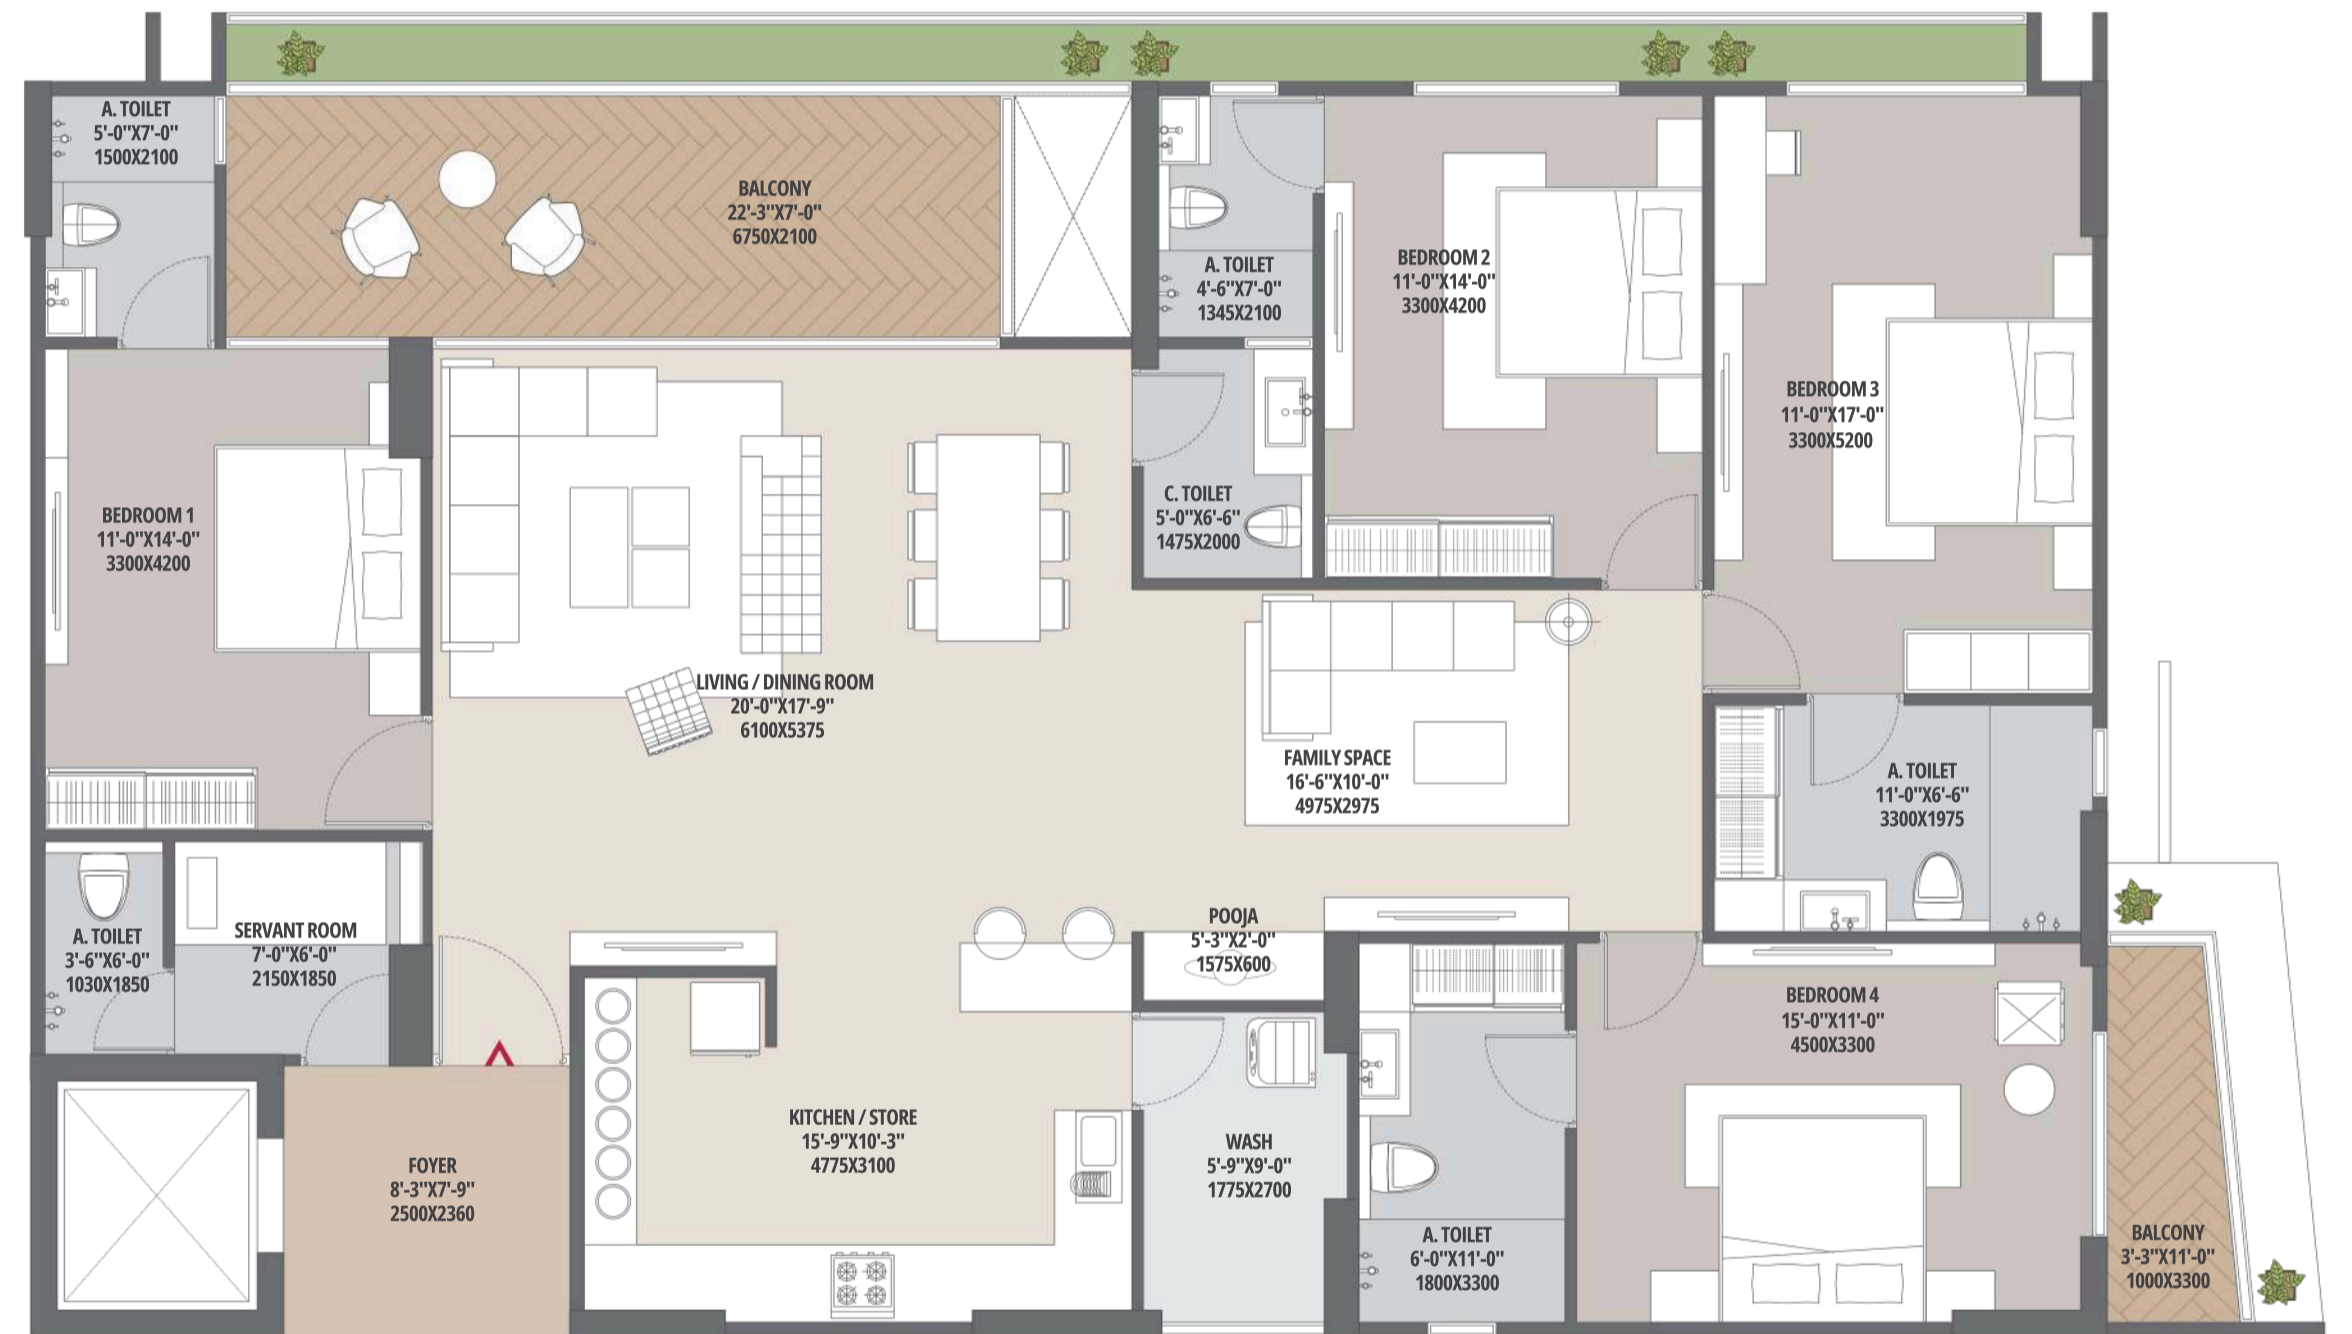 A. TOILET
5'-0"X7'-0"
1500X2100
BALCONY
22'-3"X7'-0"
6750X2100
A. TOILET
4'-6"X7'-0"
1345X2100
BEDROOM 2
11'-0"X14'-0"
3300X4200
BEDROOM 3
11'-0"X17'-0"
3300X5200
BEDROOM 1
11'-0"X14'-0"
3300X4200
C. TOILET
5'-0"X6'-6"
1475X2000
LIVING / DINING ROOM
20'-0"X17'-9"
6100X5375
FAMILY SPACE
16'-6"X10'-0"
4975X2975
A. TOILET
11'-0"X6'-6"
3300X1975
A. TOILET
3'-6"X6'-0"
1030X1850
SERVANT ROOM
7'-0"X6'-0"
2150X1850
POOJA
5'-3"X2'-0"
1575X600
BEDROOM 4
15'-0"X11'-0"
4500X3300
FOYER
8'-3"X7'-9"
2500X2360
KITCHEN / STORE
15'-9"X10'-3"
4775X3100
WASH
5'-9"X9'-0"
1775X2700
A. TOILET
6'-0"X11'-0"
1800X3300
BALCONY
3'-3"X11'-0"
1000X3300